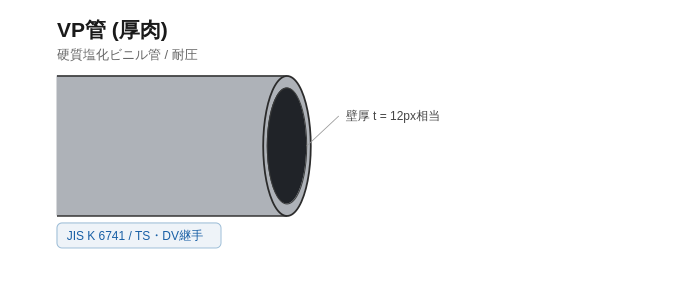 VP管 (厚肉)
硬質塩化ビニル管 / 耐圧
壁厚 t = 12px相当
JIS K 6741 / TS・DV継手